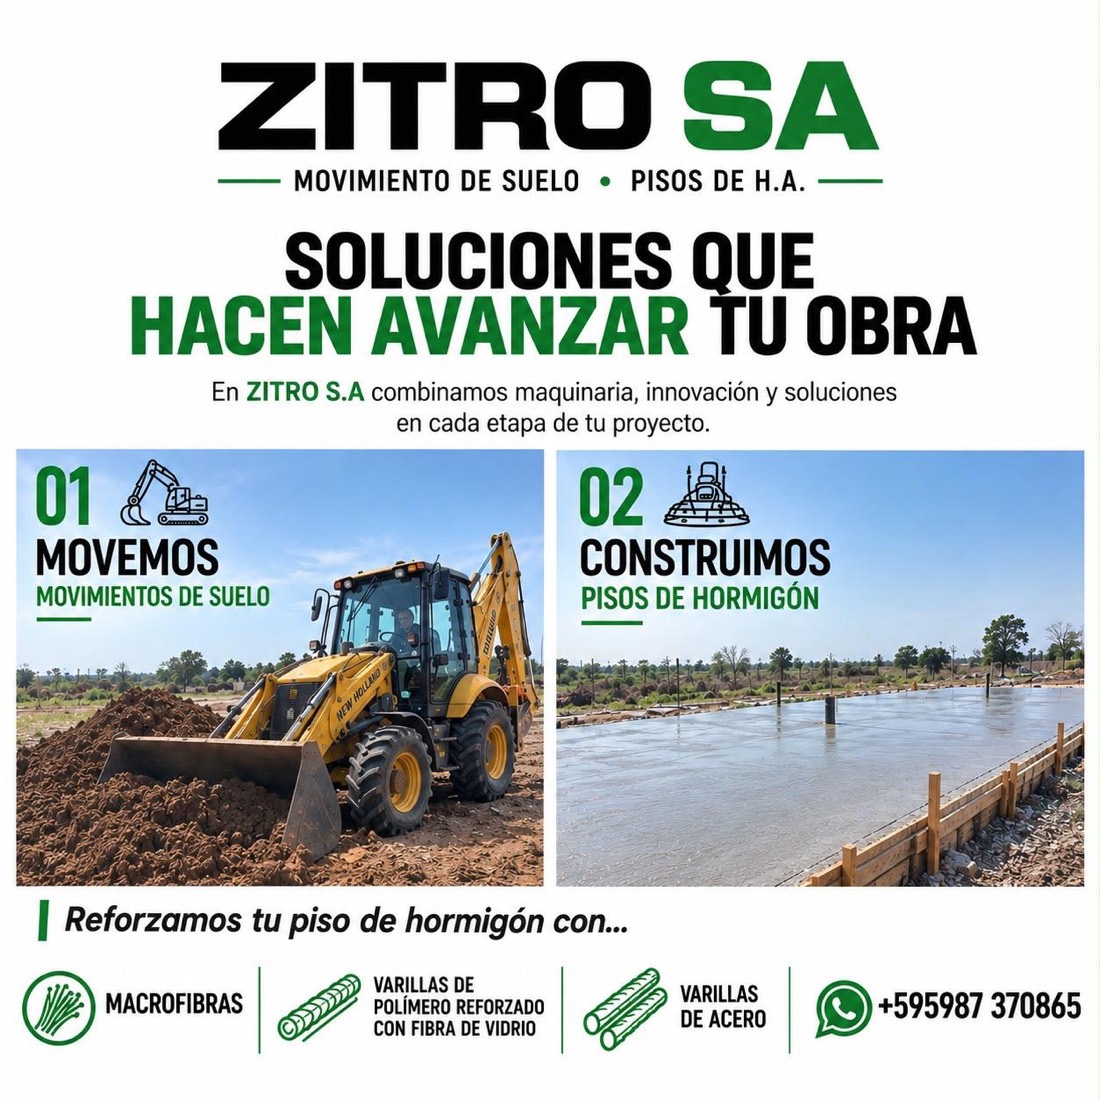 ZITRO SA
MOVIMIENTO DE SUELO • PISOS DE H.A.
SOLUCIONES QUE
HACEN AVANZAR TU OBRA
En ZITRO S.A combinamos maquinaria, innovación y soluciones
en cada etapa de tu proyecto.
01
MOVEMOS
MOVIMIENTOS DE SUELO
NEW HOLLAND
02
CONSTRUIMOS
PISOS DE HORMIGÓN
Reforzamos tu piso de hormigón con...
MACROFIBRAS
VARILLAS DE
POLÍMERO REFORZADO
CON FIBRA DE VIDRIO
VARILLAS
DE ACERO
+595987 370865